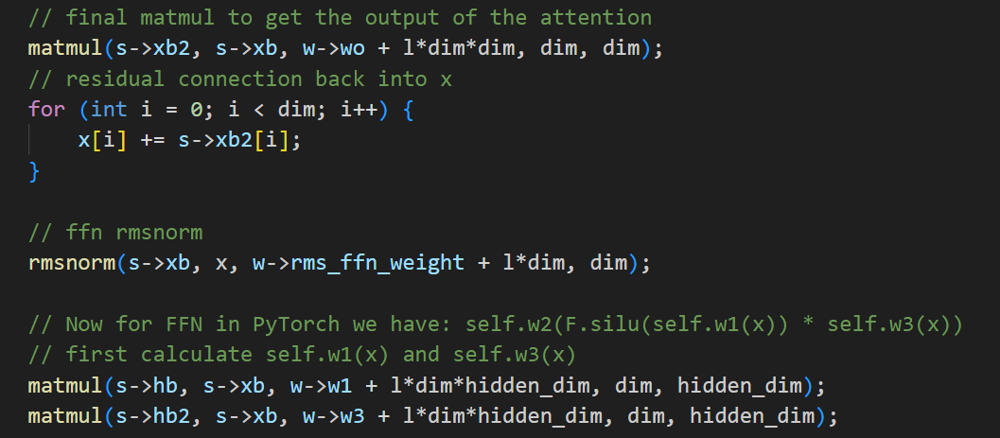 // final matmul to get the output of the attention
matmul(s->xb2, s->xb, w->wo + l*dim*dim, dim, dim);
// residual connection back into x
for (int i = 0; i < dim; i++) {
    x[i] += s->xb2[i];
}
// ffn rmsnorm
rmsnorm(s->xb, x, w->rms_ffn_weight + l*dim, dim);
// Now for FFN in PyTorch we have: self.w2(F.silu(self.w1(x)) * self.w3(x))
// first calculate self.w1(x) and self.w3(x)
matmul(s->hb, s->xb, w->w1 + l*dim*hidden_dim, dim, hidden_dim);
matmul(s->hb2, s->xb, w->w3 + l*dim*hidden_dim, dim, hidden_dim);